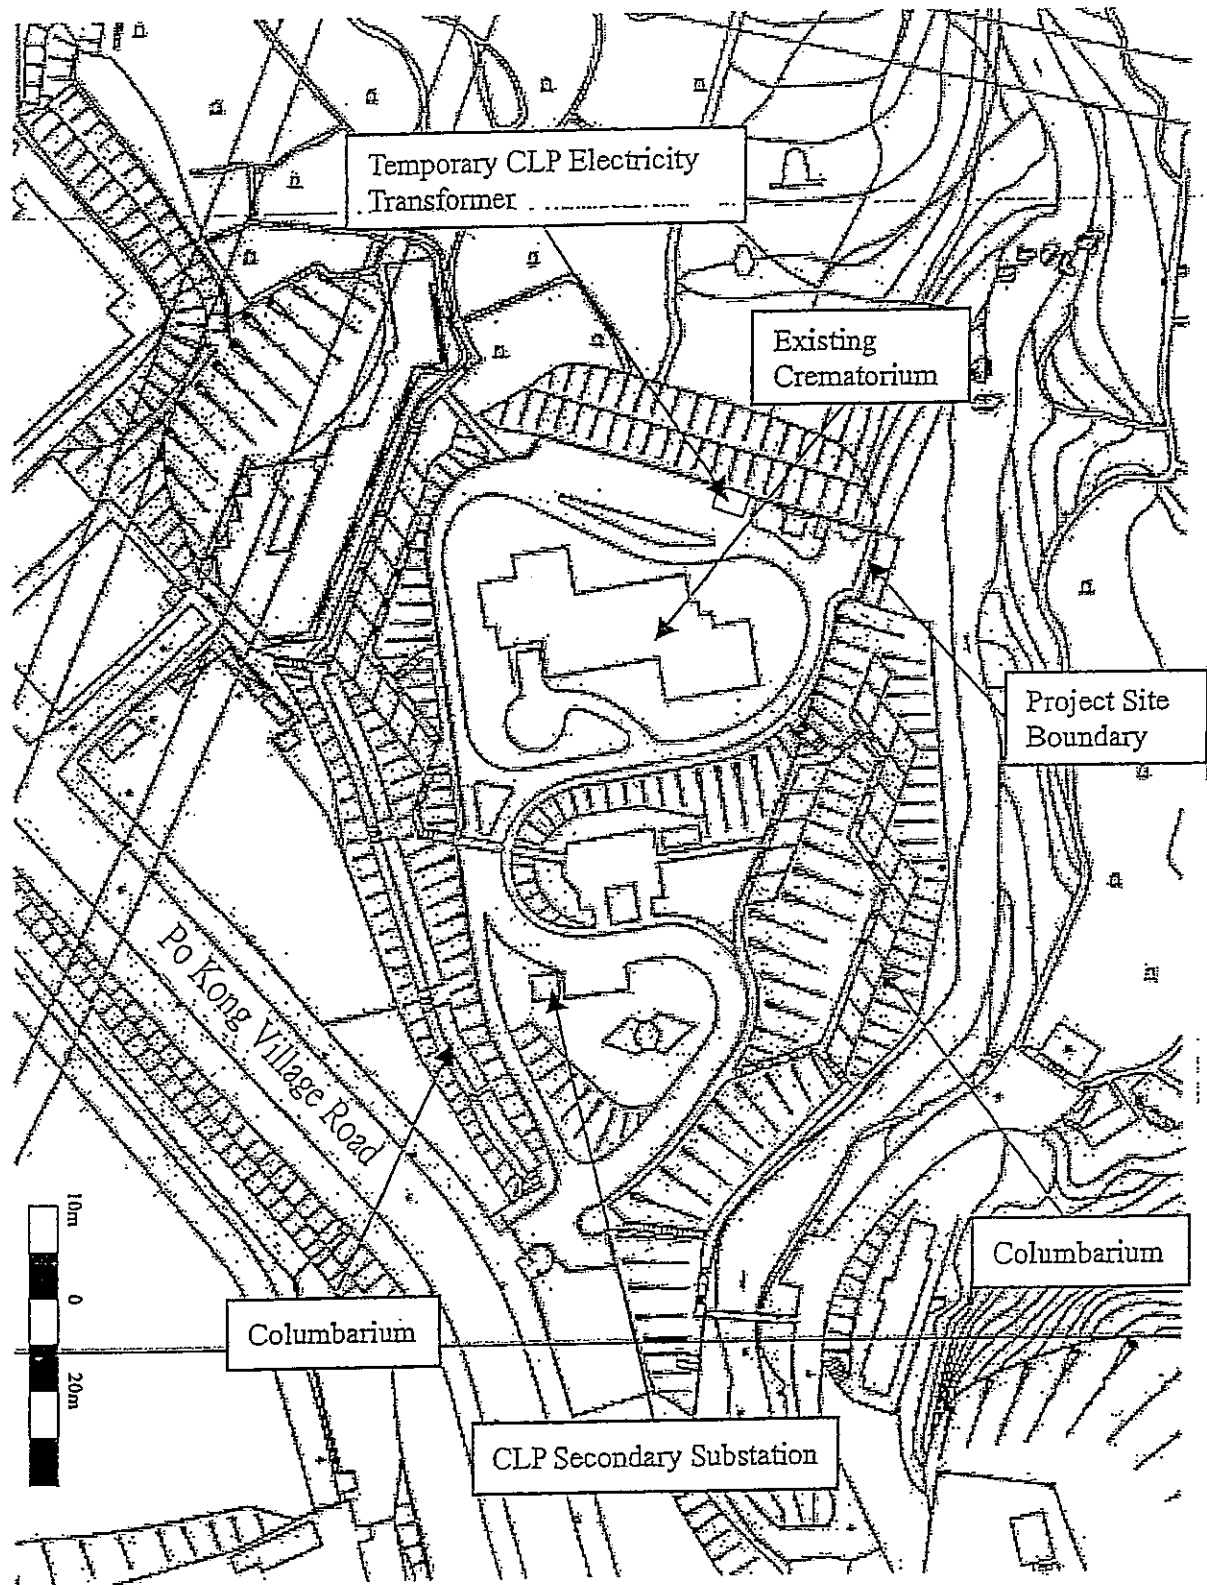 Temporary CLP Electricity
Transformer
Existing
Crematorium
Project Site
Boundary
Po Kong Village Road
10m
0
20m
Columbarium
Columbarium
CLP Secondary Substation